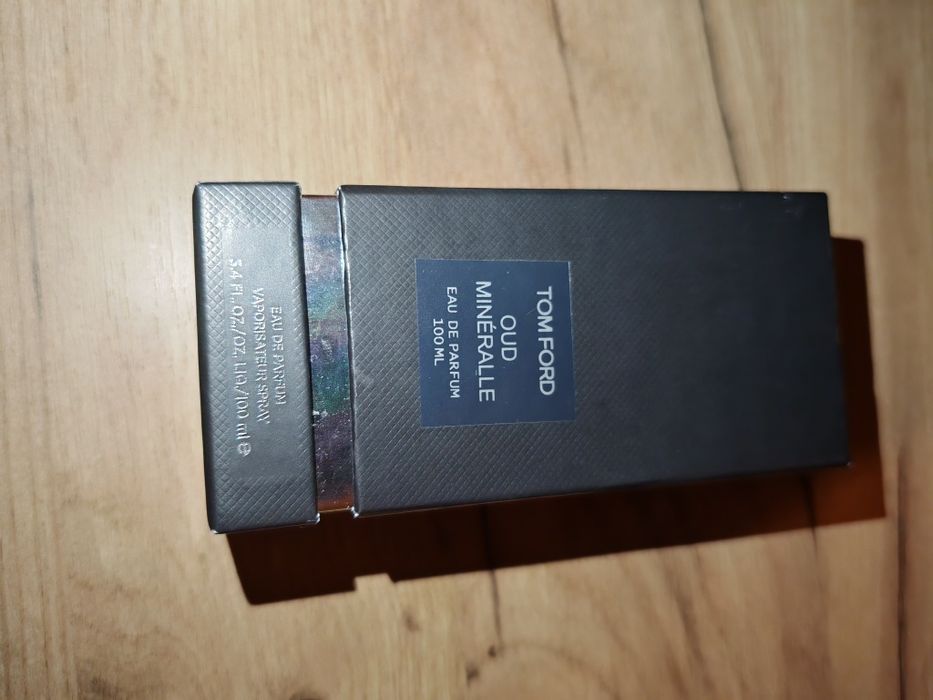 TOM FORD
OUD
MINÉRALLE
EAU DE PARFUM
100 ML
EAU DE PARFUM
VAPORISATEUR SPRAY
3.4 FL. OZ./OZ. LIQ./100 ml ℮